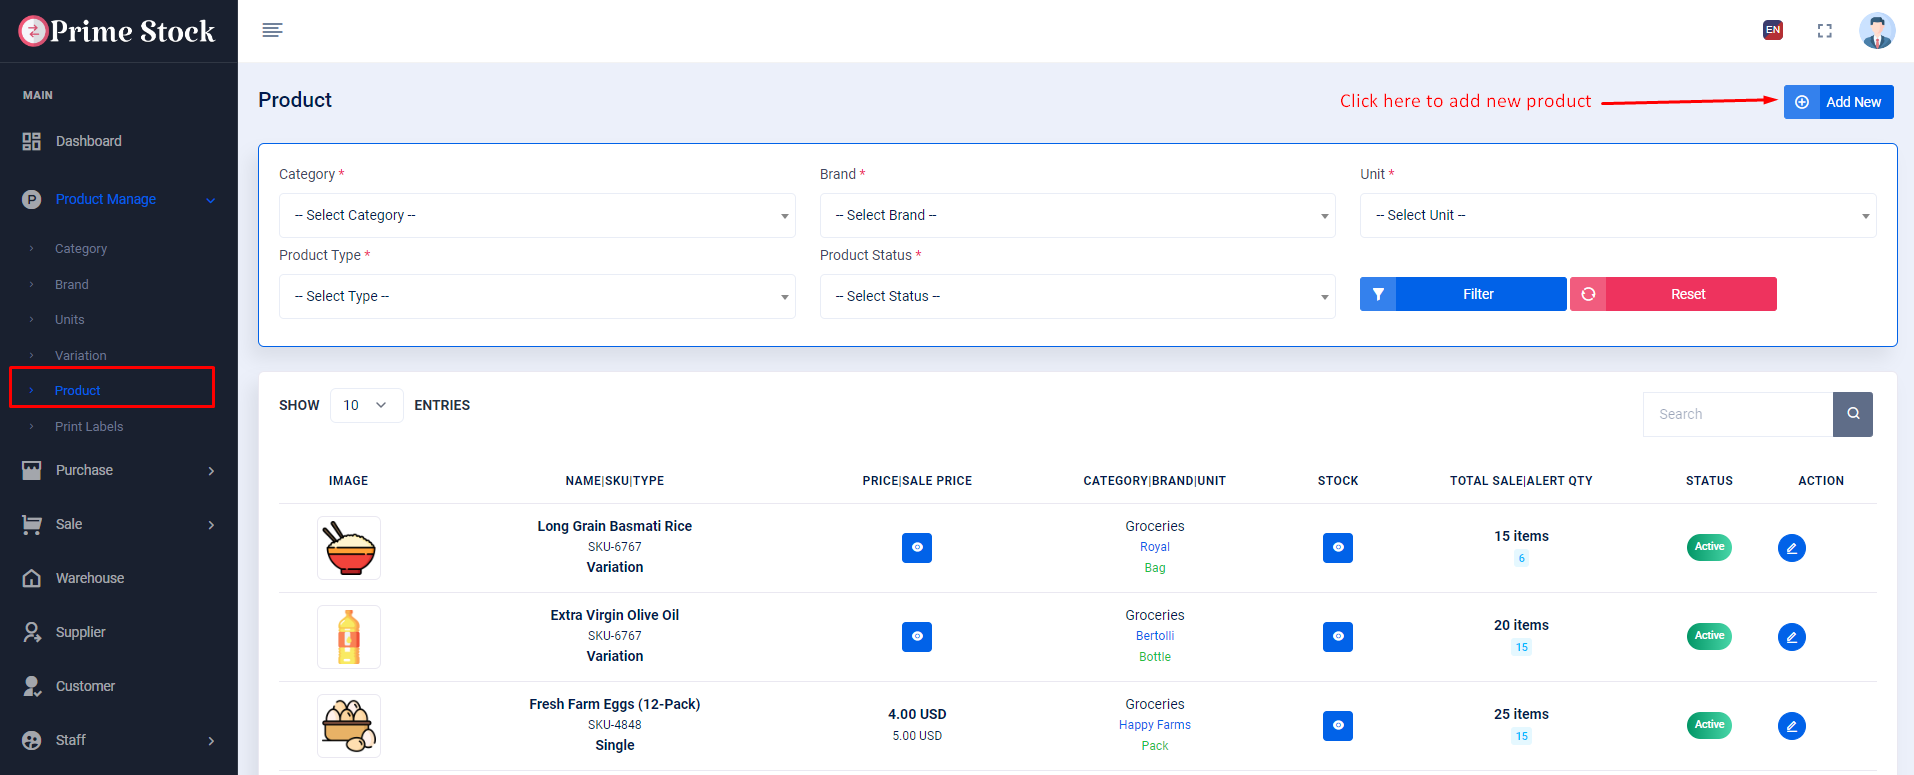 Prime Stock
EN
MAIN
Dashboard
P Product Manage
Category
Brand
Units
Variation
Product
Print Labels
Purchase
Sale
Warehouse
Supplier
Customer
Staff
Product
Click here to add new product
Add New
Category * Brand * Unit *
-- Select Category -- -- Select Brand -- -- Select Unit --
Product Type * Product Status *
-- Select Type -- -- Select Status -- Filter Reset
SHOW 10 ENTRIES
Search
IMAGE NAME|SKU|TYPE PRICE|SALE PRICE CATEGORY|BRAND|UNIT STOCK TOTAL SALE|ALERT QTY STATUS ACTION
Long Grain Basmati Rice Groceries
SKU-6767 Royal 15 items Active
Variation Bag 6
Extra Virgin Olive Oil Groceries
SKU-6767 Bertolli 20 items Active
Variation Bottle 15
Fresh Farm Eggs (12-Pack) 4.00 USD Groceries 25 items
SKU-4848 5.00 USD Happy Farms 15 Active
Single Pack